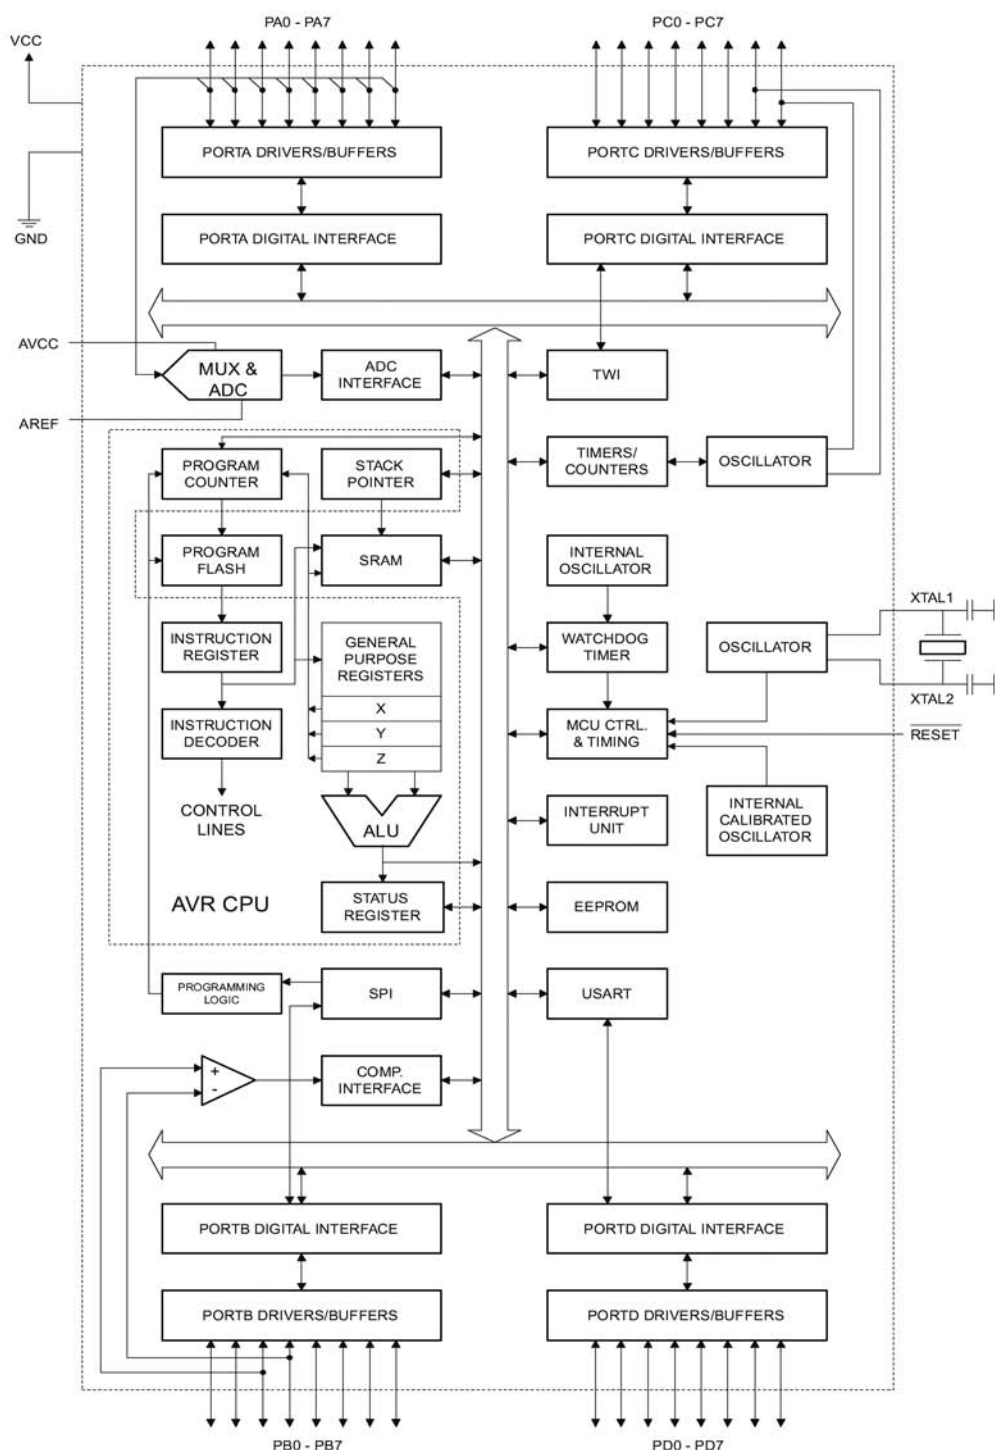 PA0 - PA7
PC0 - PC7
VCC
PORTA DRIVERS/BUFFERS
PORTC DRIVERS/BUFFERS
GND
PORTA DIGITAL INTERFACE
PORTC DIGITAL INTERFACE
AVCC
MUX &
ADC
ADC
INTERFACE
TWI
AREF
PROGRAM
COUNTER
STACK
POINTER
TIMERS/
COUNTERS
OSCILLATOR
PROGRAM
FLASH
SRAM
INTERNAL
OSCILLATOR
XTAL1
INSTRUCTION
REGISTER
GENERAL
PURPOSE
REGISTERS
WATCHDOG
TIMER
OSCILLATOR
XTAL2
X
INSTRUCTION
DECODER
Y
MCU CTRL.
& TIMING
RESET
Z
CONTROL
LINES
ALU
INTERRUPT
UNIT
INTERNAL
CALIBRATED
OSCILLATOR
AVR CPU
STATUS
REGISTER
EEPROM
PROGRAMMING
LOGIC
SPI
USART
+
-
COMP.
INTERFACE
PORTB DIGITAL INTERFACE
PORTD DIGITAL INTERFACE
PORTB DRIVERS/BUFFERS
PORTD DRIVERS/BUFFERS
PB0 - PB7
PD0 - PD7